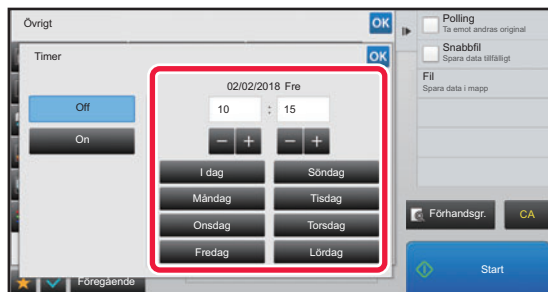 Övrigt
OK
Timer
OK
02/02/2018 Fre
Off
10 : 15
On
I dag
Söndag
Måndag
Tisdag
Onsdag
Torsdag
Fredag
Lördag
Föregående
Polling
Ta emot andras original
Snabbfil
Spara data tillfälligt
Fil
Spara data i mapp
Förhandsgr.
CA
Start